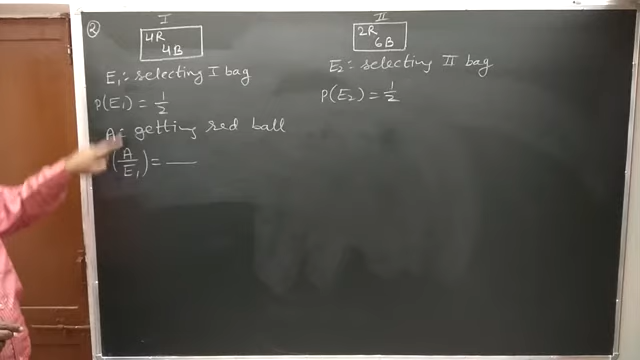 ②
I
4R
4B
II
2R
6B
E₁: selecting I bag
E₂: selecting II bag
P(E₁) = 1/2
P(E₂) = 1/2
A: getting red ball
(A/E₁) = __